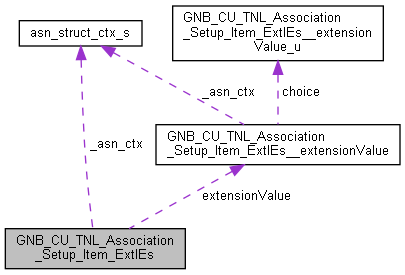 GNB_CU_TNL_Association
_Setup_Item_ExtIEs__extension
Value_u
asn_struct_ctx_s
_asn_ctx
choice
GNB_CU_TNL_Association
_Setup_Item_ExtIEs__extensionValue
_asn_ctx
extensionValue
GNB_CU_TNL_Association
_Setup_Item_ExtIEs